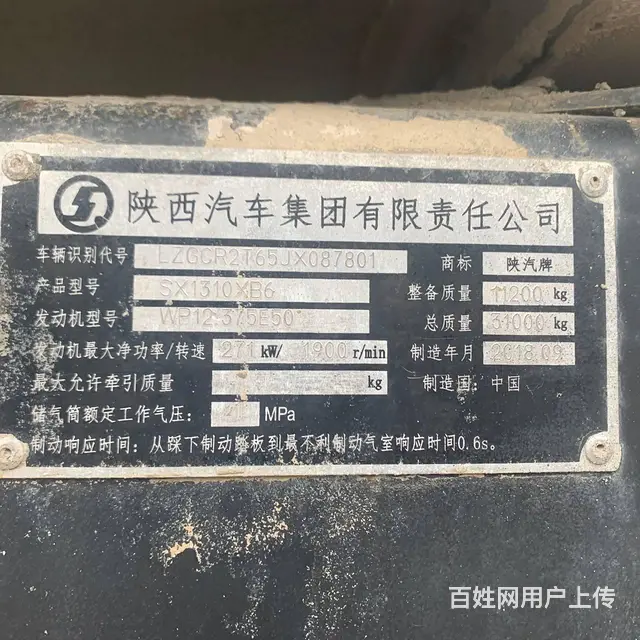 陕西汽车集团有限责任公司
车辆识别代号 LZGCR2T65JX087801 商标 陕汽牌
产品型号 SX1310XB6 整备质量 11200 kg
发动机型号 WP12.375E50 总质量 31000 kg
发动机最大净功率/转速 271 kW/ 1900 r/min 制造年月 2018.09
最大允许牵引质量 kg 制造国：中国
储气筒额定工作气压： MPa
制动响应时间：从踩下制动踏板到最不利制动气室响应时间0.6s。
百姓网用户上传